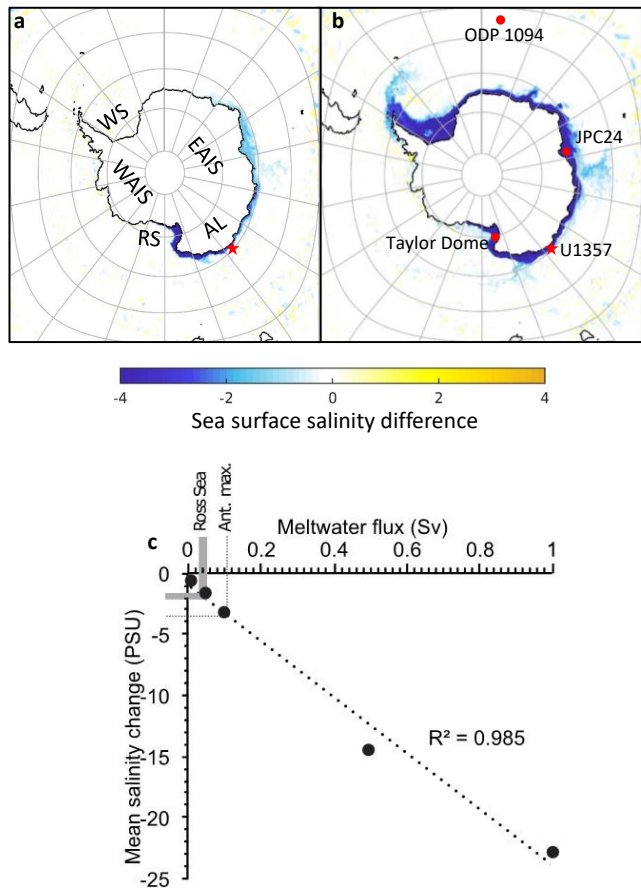 a
WS
EAIS
WAIS
AL
RS
b
ODP 1094
JPC24
Taylor Dome
U1357
-4 -2 0 2 4
Sea surface salinity difference
c
Ross Sea
Ant. max.
Meltwater flux (Sv)
0 0.2 0.4 0.6 0.8 1
Mean salinity change (PSU)
0
-5
-10
-15
-20
-25
R² = 0.985